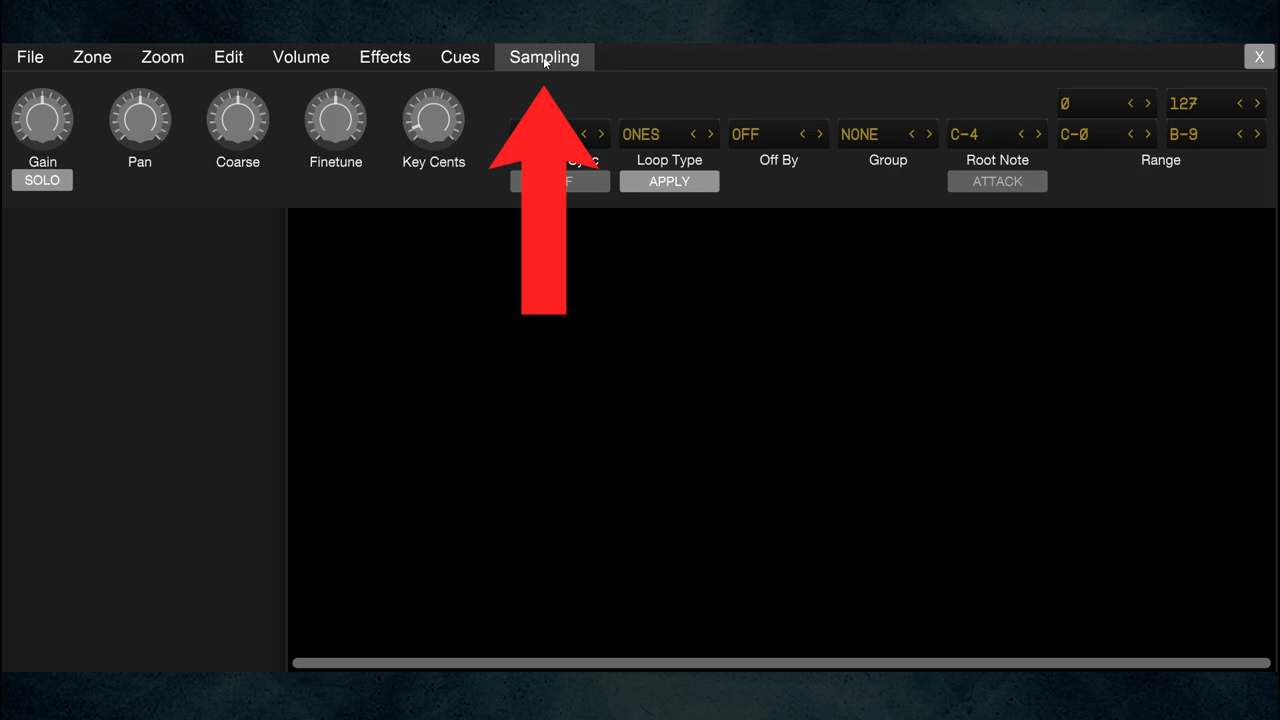 File Zone Zoom Edit Volume Effects Cues Sampling X
Ø 127
ONES OFF NONE C-4 C-Ø B-9
Gain Pan Coarse Finetune Key Cents Loop Type Off By Group Root Note Range
SOLO APPLY ATTACK